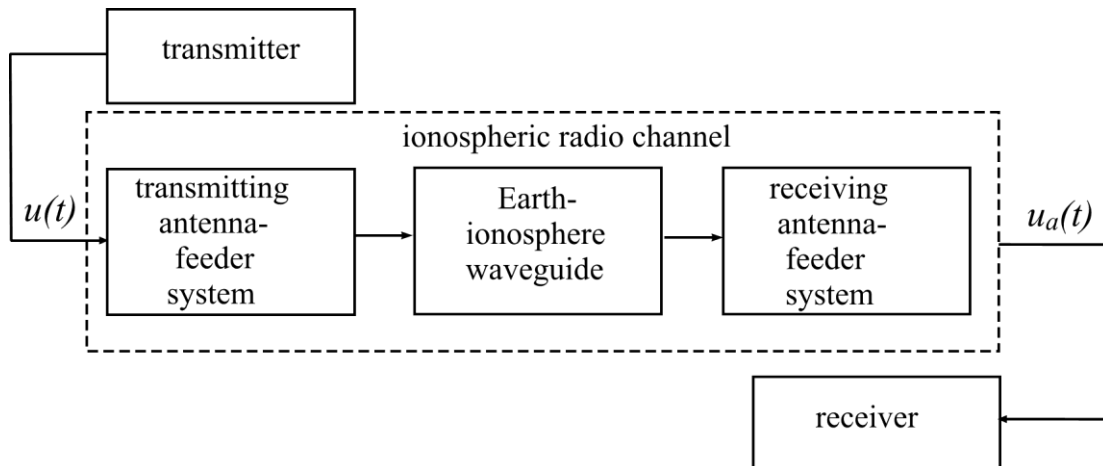 transmitter
ionospheric radio channel
u(t)
transmitting
antenna-
feeder
system
Earth-
ionosphere
waveguide
receiving
antenna-
feeder
system
uₐ(t)
receiver